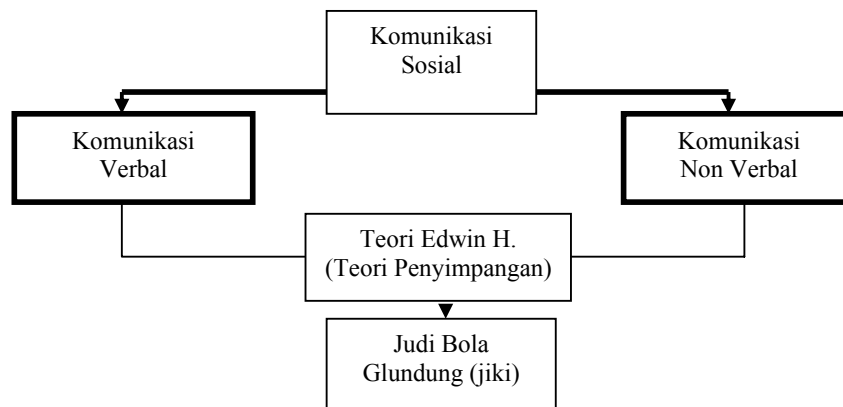 Komunikasi
Sosial
Komunikasi
Verbal
Komunikasi
Non Verbal
Teori Edwin H.
(Teori Penyimpangan)
Judi Bola
Glundung (jiki)